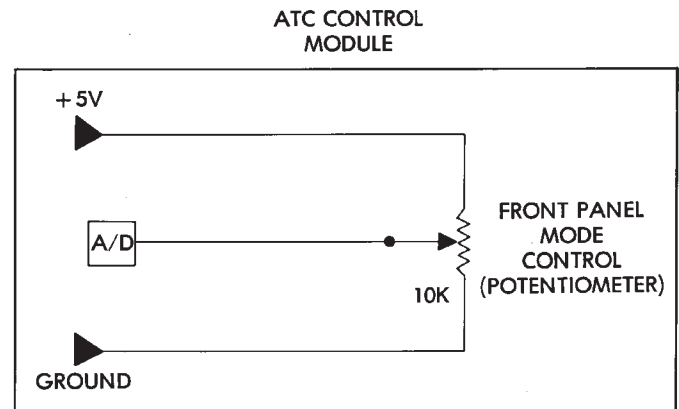 ATC CONTROL
MODULE
+5V
A/D
FRONT PANEL
MODE
CONTROL
(POTENTIOMETER)
10K
GROUND